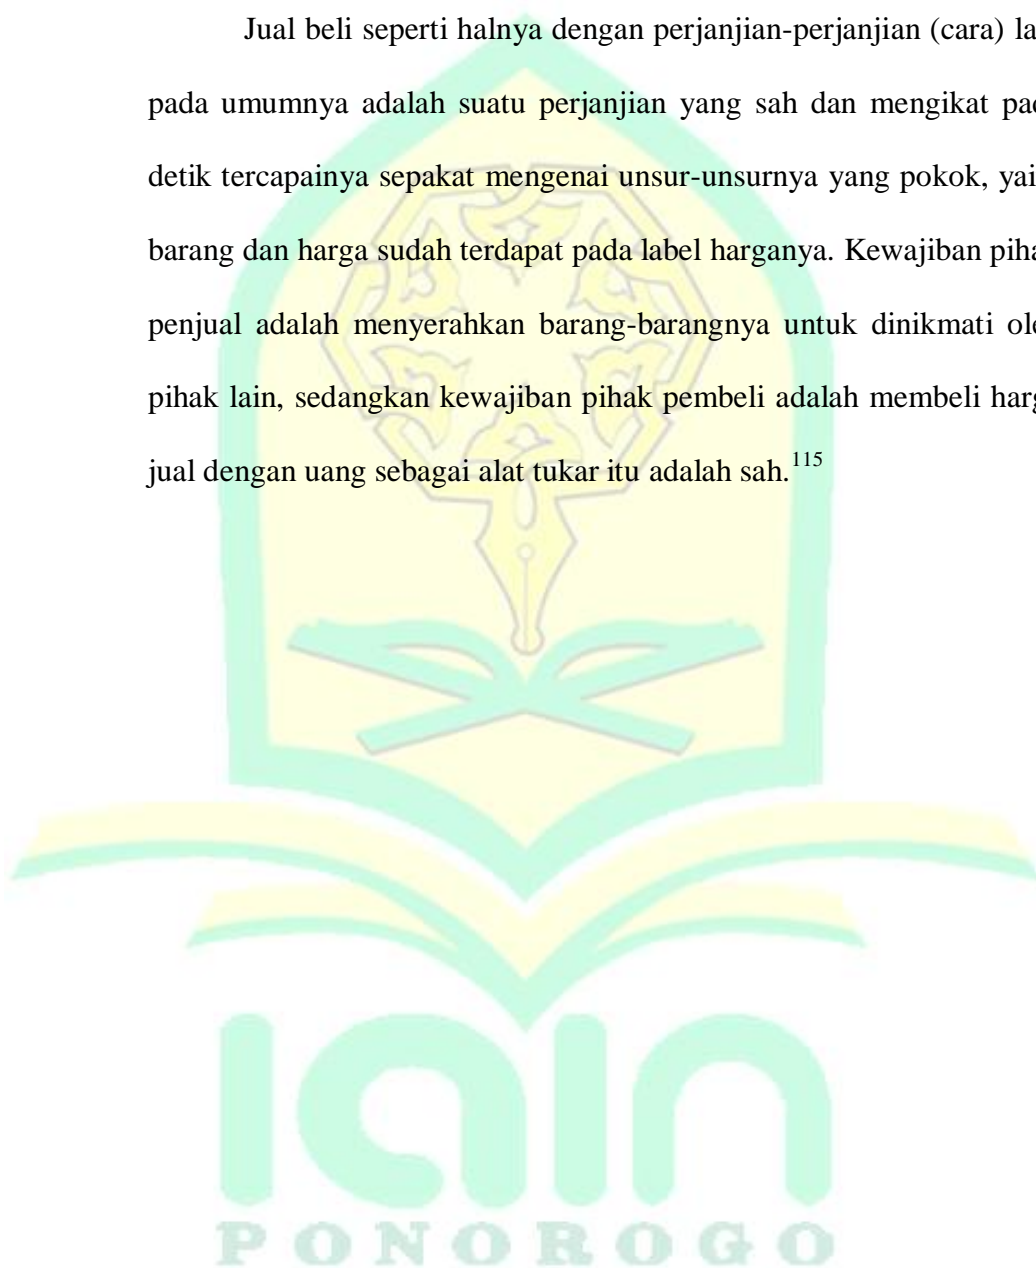 Jual beli seperti halnya dengan perjanjian-perjanjian (cara) la
pada umumnya adalah suatu perjanjian yang sah dan mengikat pad
detik tercapainya sepakat mengenai unsur-unsurnya yang pokok, yai
barang dan harga sudah terdapat pada label harganya. Kewajiban piha
penjual adalah menyerahkan barang-barangnya untuk dinikmati ole
pihak lain, sedangkan kewajiban pihak pembeli adalah membeli harg
jual dengan uang sebagai alat tukar itu adalah sah.115
iain
PONOROGO